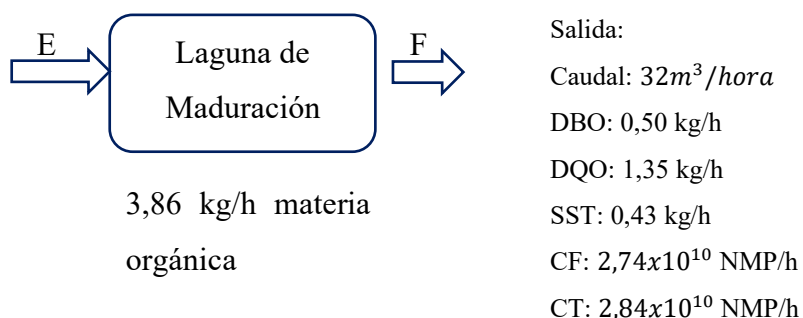 E
Laguna de
Maduración
F
3,86 kg/h materia
orgánica
Salida:
Caudal: 32m³/hora
DBO: 0,50 kg/h
DQO: 1,35 kg/h
SST: 0,43 kg/h
CF: 2,74x10¹⁰ NMP/h
CT: 2,84x10¹⁰ NMP/h